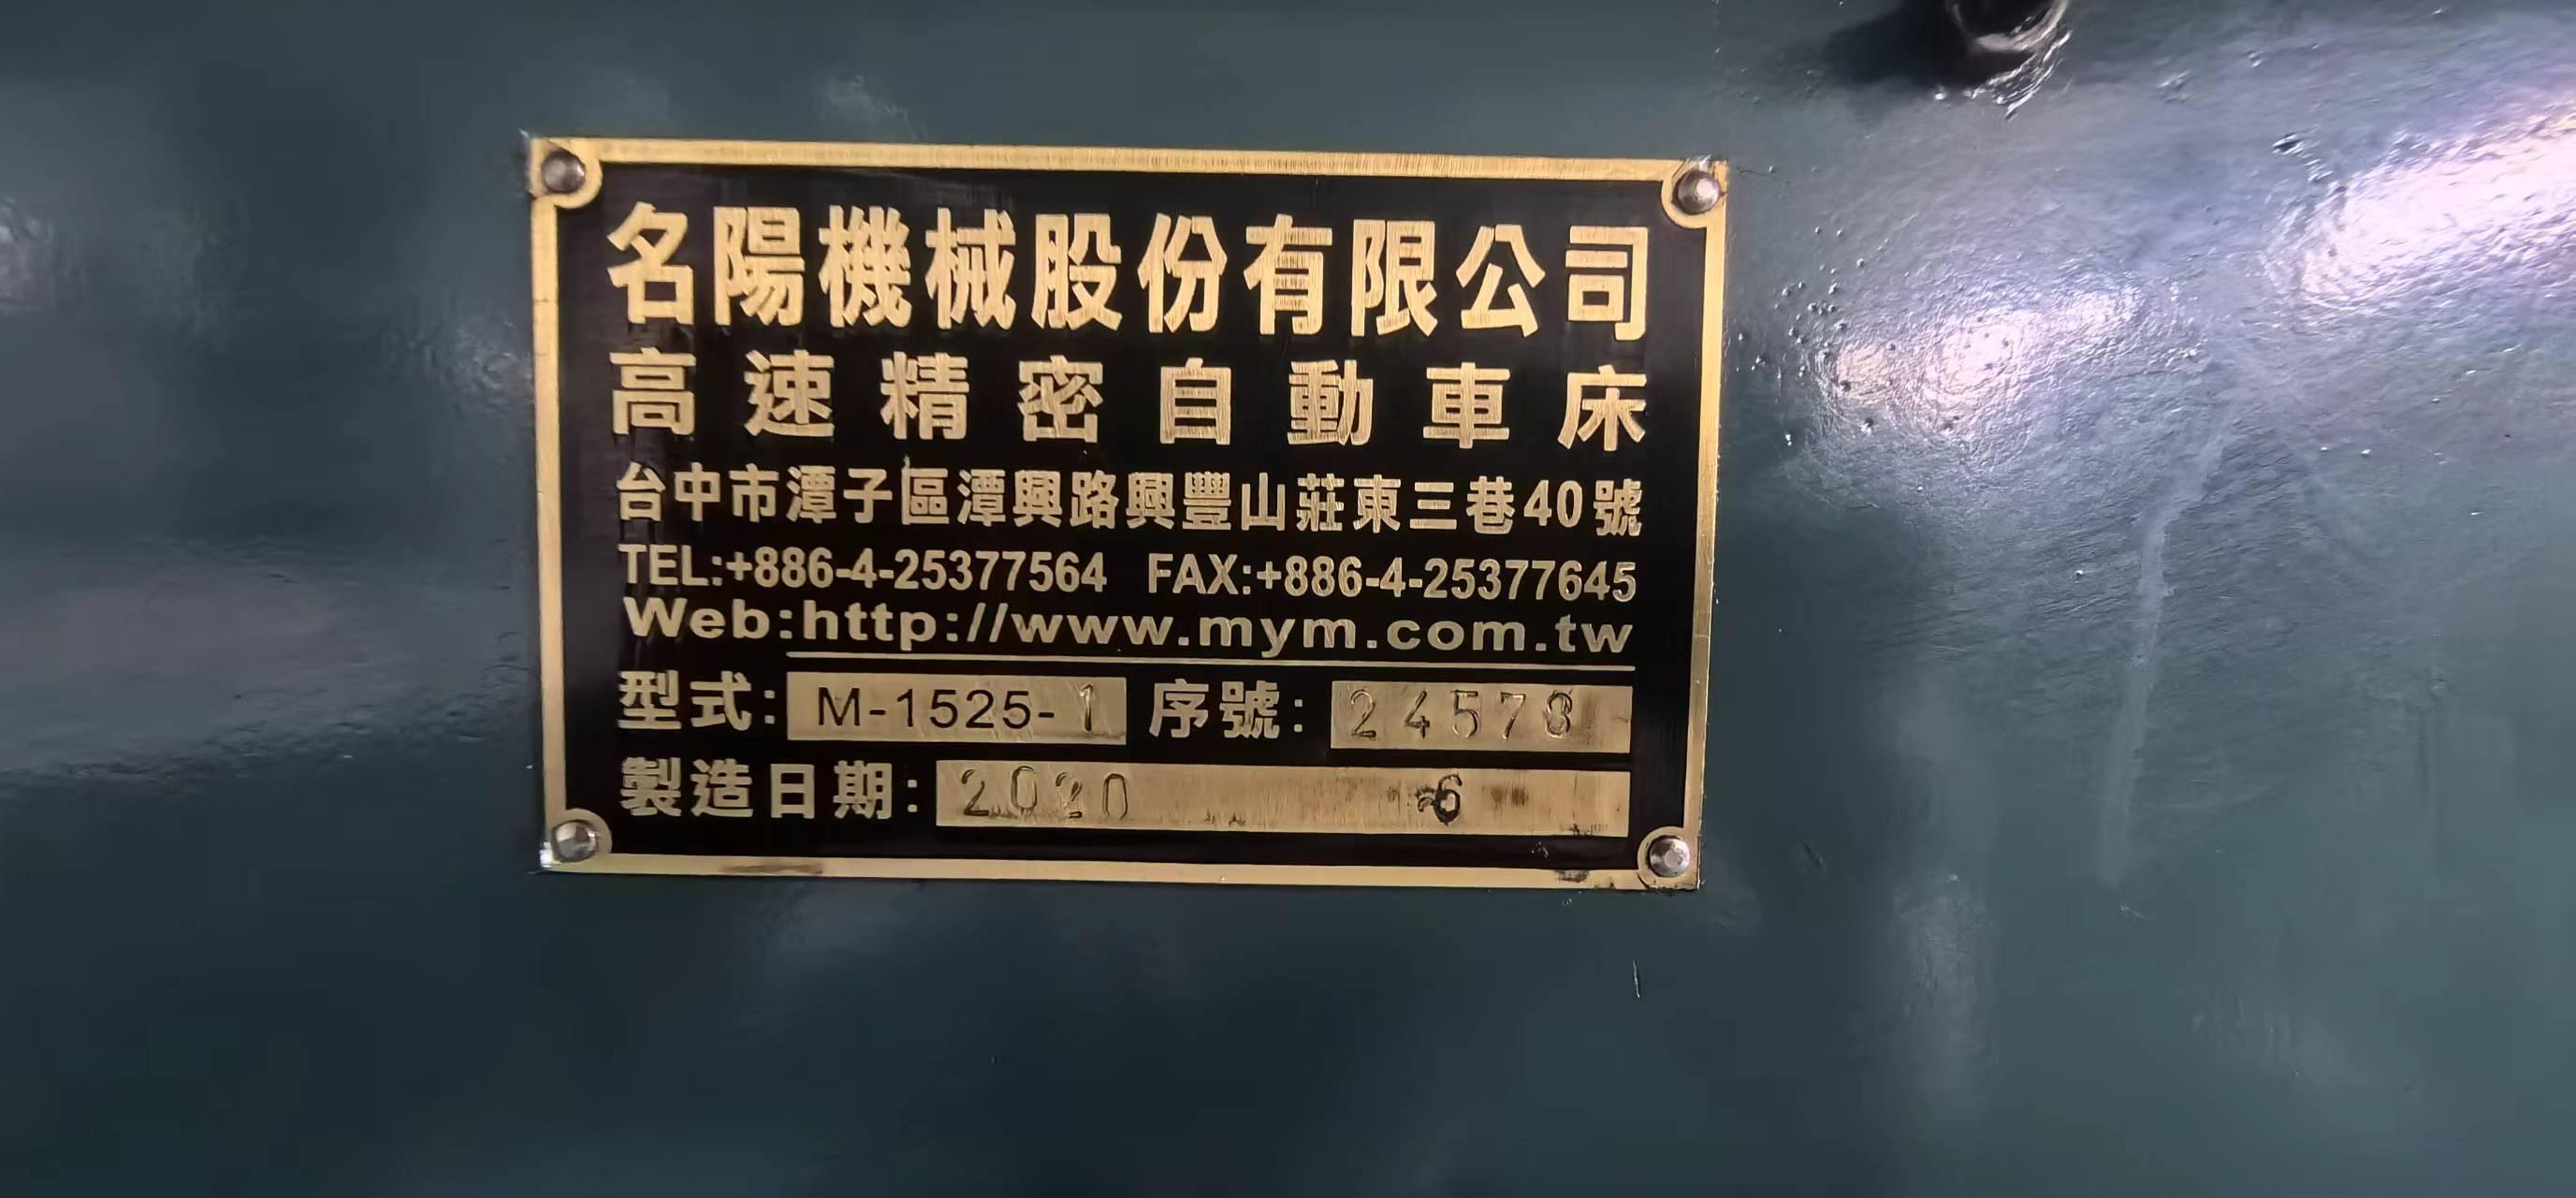 名陽機械股份有限公司
高速精密自動車床
台中市潭子區潭興路興豐山莊東三巷40號
TEL:+886-4-25377564 FAX:+886-4-25377645
Web:http://www.mym.com.tw
型式: M-1525-1 序號: 24578
製造日期: 2020 6